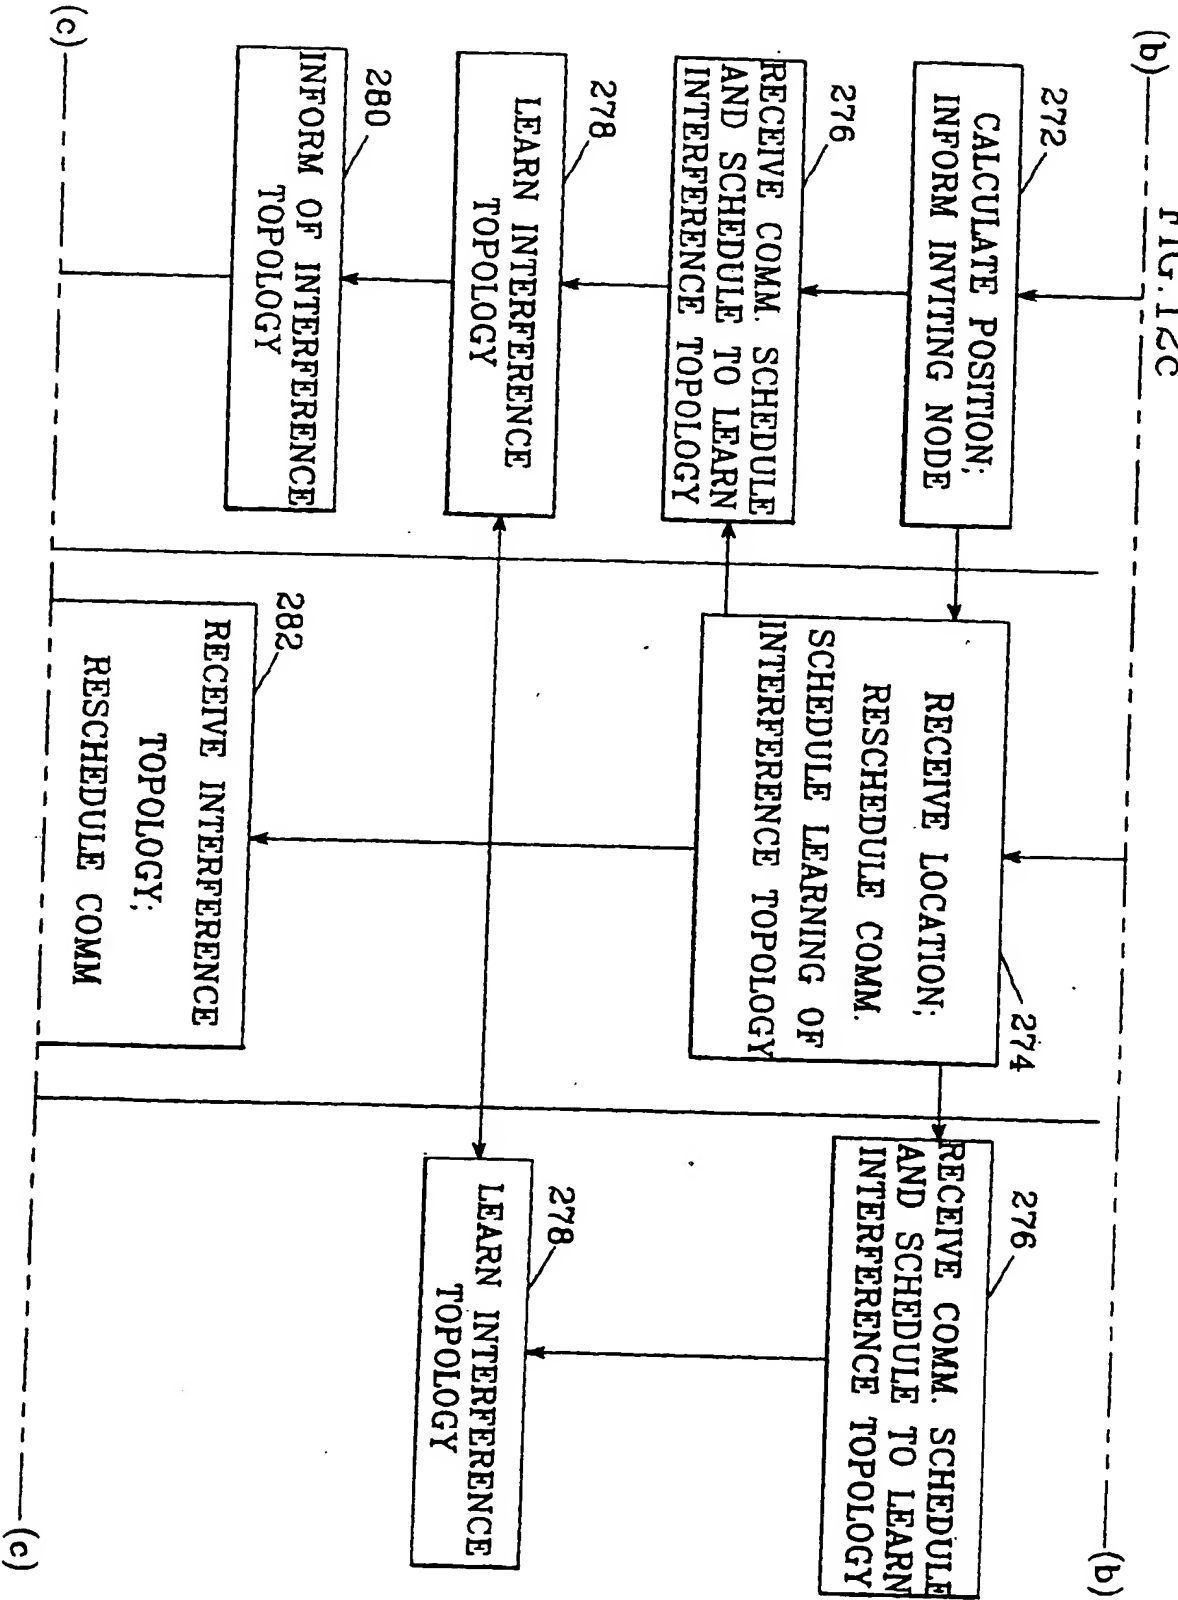 FIG.12C
(b)
(b)
272
CALCULATE POSITION;
INFORM INVITING NODE
274
RECEIVE LOCATION;
RESCHEDULE COMM.
SCHEDULE LEARNING OF
INTERFERENCE TOPOLOGY
276
RECEIVE COMM. SCHEDULE
AND SCHEDULE TO LEARN
INTERFERENCE TOPOLOGY
276
RECEIVE COMM. SCHEDULE
AND SCHEDULE TO LEARN
INTERFERENCE TOPOLOGY
278
LEARN INTERFERENCE
TOPOLOGY
278
LEARN INTERFERENCE
TOPOLOGY
280
INFORM OF INTERFERENCE
TOPOLOGY
282
RECEIVE INTERFERENCE
TOPOLOGY;
RESCHEDULE COMM
(c)
(c)